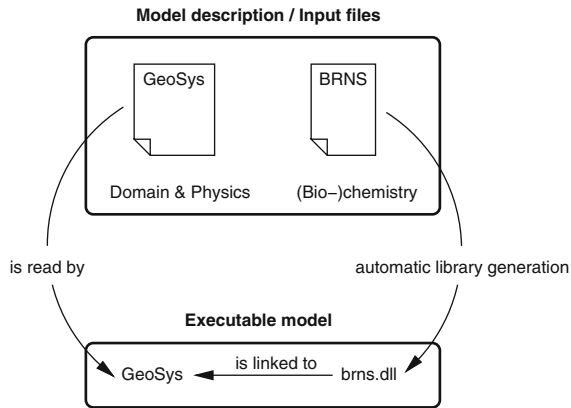 Model description / Input files
GeoSys
BRNS
Domain & Physics
(Bio-)chemistry
is read by
automatic library generation
Executable model
GeoSys
is linked to
brns.dll